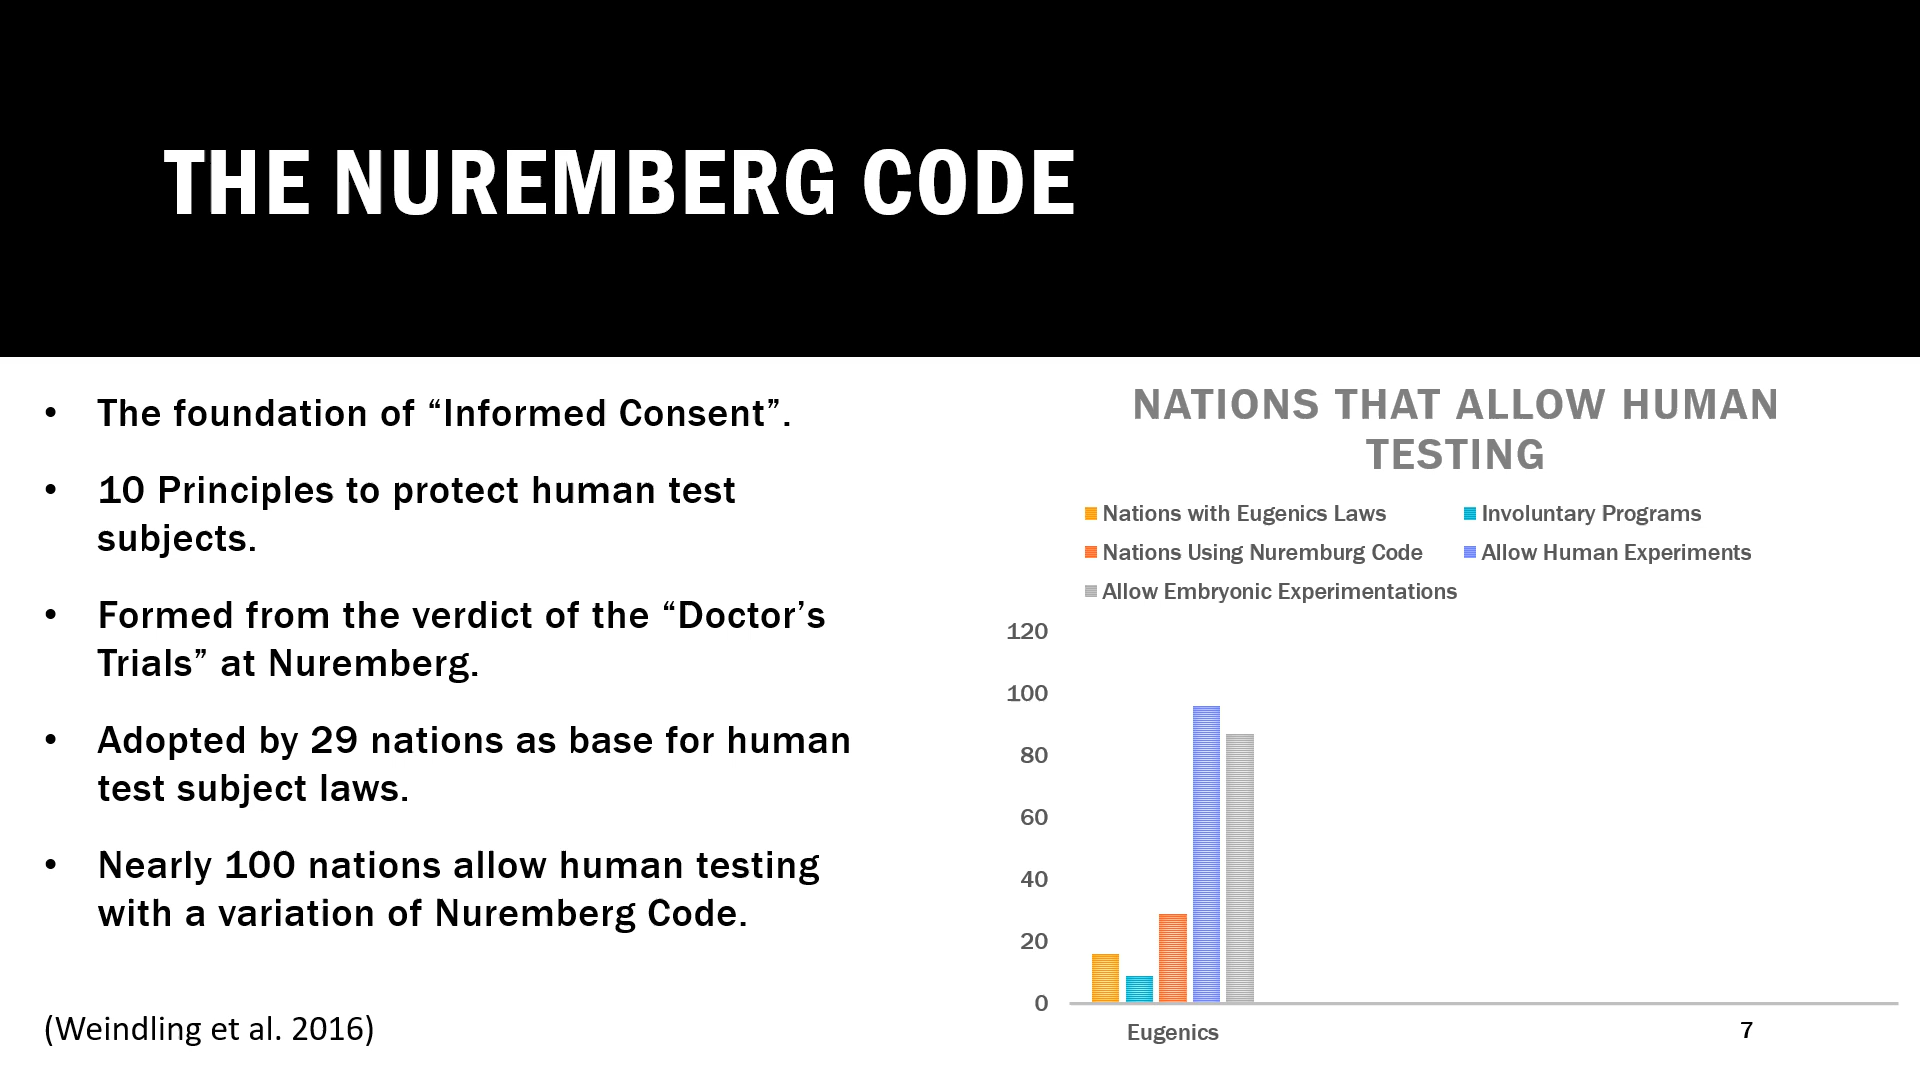 THE NUREMBERG CODE
• The foundation of “Informed Consent”.
• 10 Principles to protect human test
subjects.
• Formed from the verdict of the “Doctor’s
Trials” at Nuremberg.
• Adopted by 29 nations as base for human
test subject laws.
• Nearly 100 nations allow human testing
with a variation of Nuremberg Code.
(Weindling et al. 2016)
NATIONS THAT ALLOW HUMAN
TESTING
Nations with Eugenics Laws
Involuntary Programs
Nations Using Nuremburg Code
Allow Human Experiments
Allow Embryonic Experimentations
120
100
80
60
40
20
0
Eugenics
7